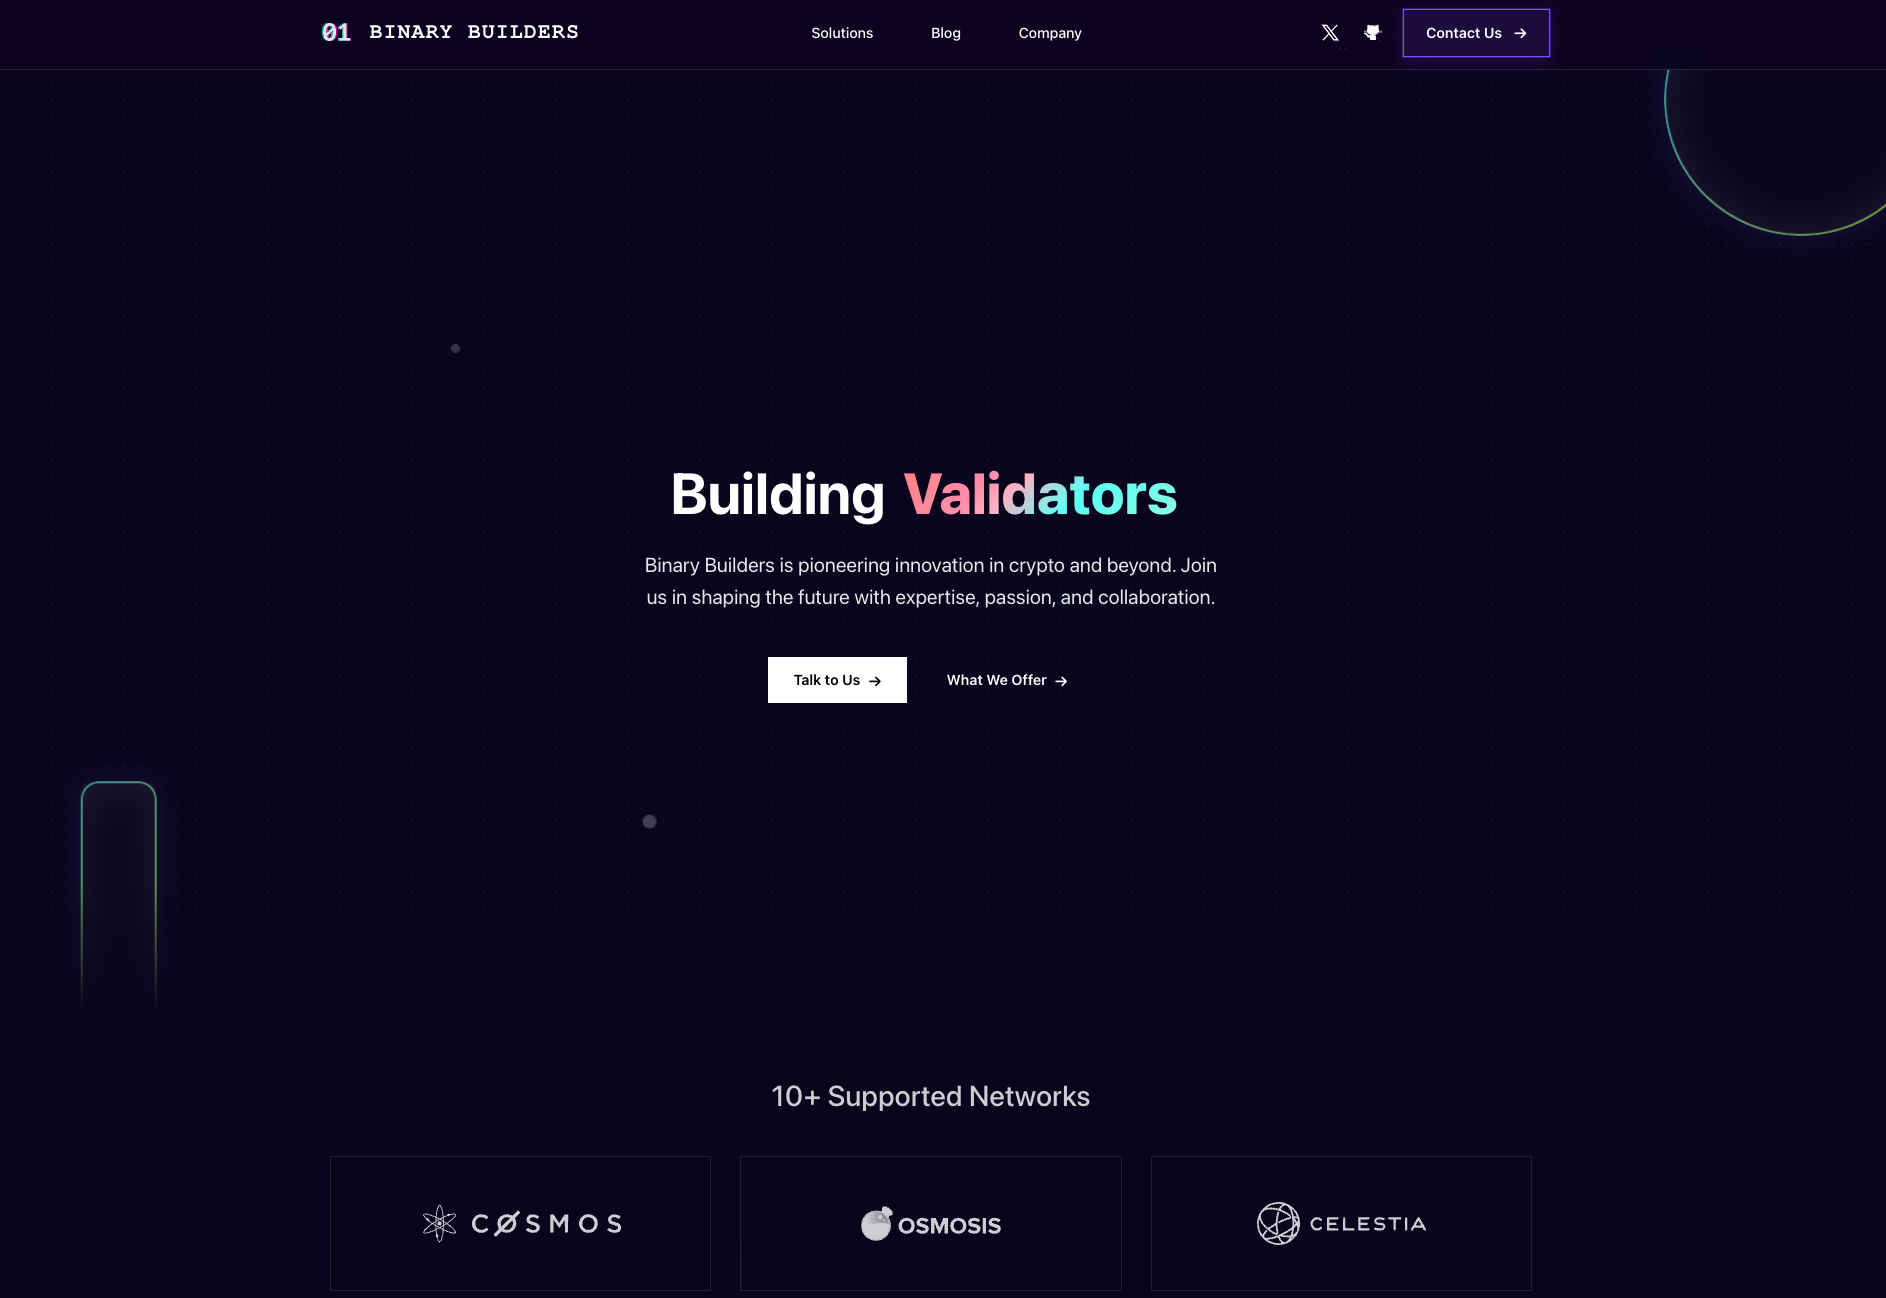 01 BINARY BUILDERS
Solutions
Blog
Company
Contact Us →
Building Validators
Binary Builders is pioneering innovation in crypto and beyond. Join
us in shaping the future with expertise, passion, and collaboration.
Talk to Us →
What We Offer →
10+ Supported Networks
COSMOS
OSMOSIS
CELESTIA